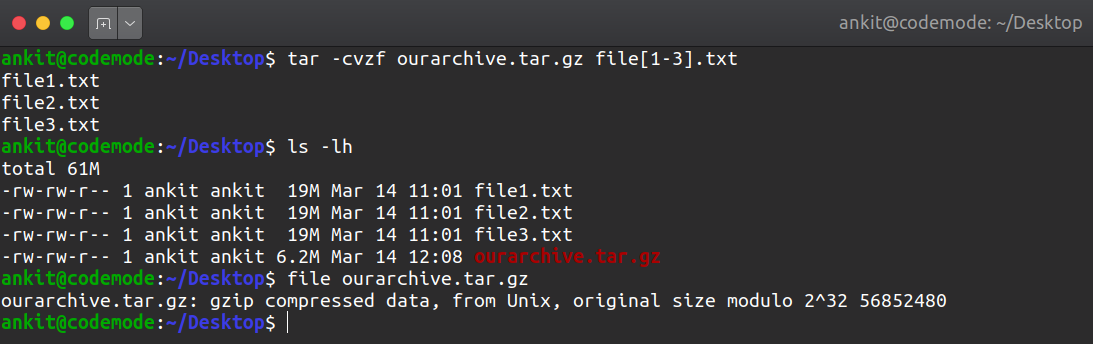 ankit@codemode: ~/Desktop
ankit@codemode:~/Desktop$ tar -cvzf ourarchive.tar.gz file[1-3].txt
file1.txt
file2.txt
file3.txt
ankit@codemode:~/Desktop$ ls -lh
total 61M
-rw-rw-r-- 1 ankit ankit  19M Mar 14 11:01 file1.txt
-rw-rw-r-- 1 ankit ankit  19M Mar 14 11:01 file2.txt
-rw-rw-r-- 1 ankit ankit  19M Mar 14 11:01 file3.txt
-rw-rw-r-- 1 ankit ankit 6.2M Mar 14 12:08 ourarchive.tar.gz
ankit@codemode:~/Desktop$ file ourarchive.tar.gz
ourarchive.tar.gz: gzip compressed data, from Unix, original size modulo 2^32 56852480
ankit@codemode:~/Desktop$